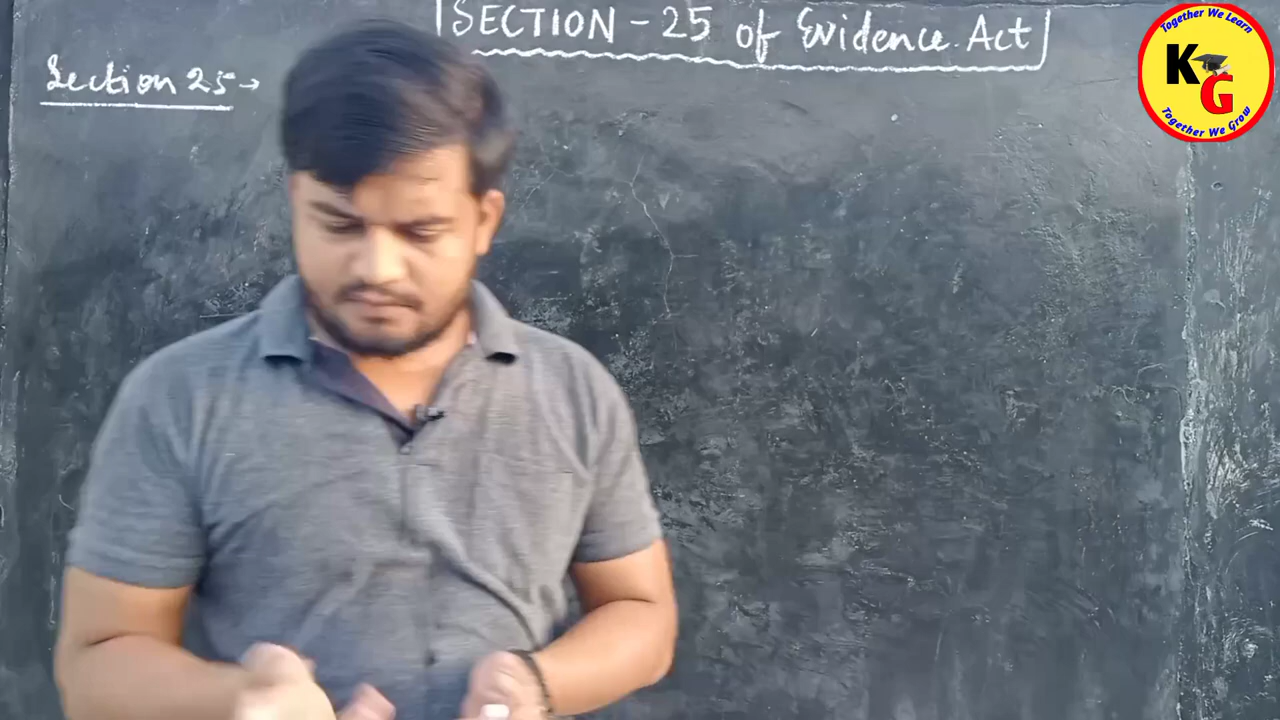 SECTION - 25 of Evidence Act
Section 25 →
Together We Learn
KG
Together We Grow